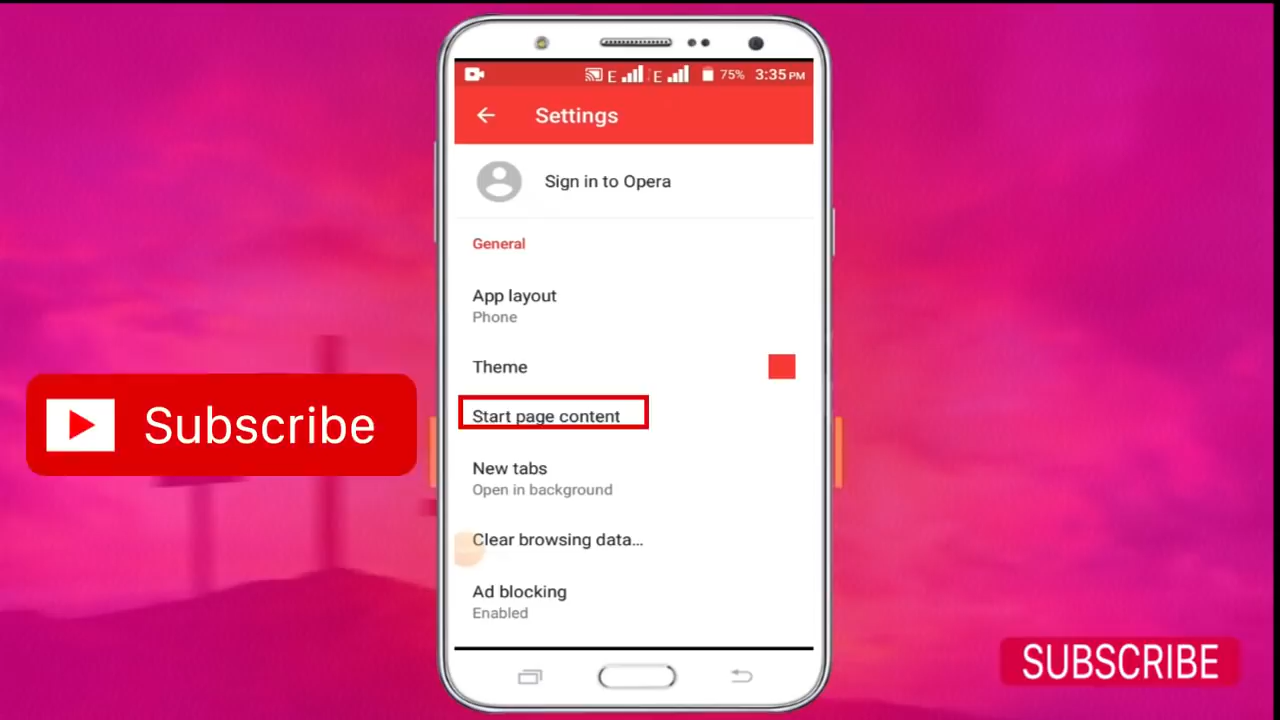 E E 75% 3:35 PM
Settings
Sign in to Opera
General
App layout
Phone
Theme
Start page content
New tabs
Open in background
Clear browsing data...
Ad blocking
Enabled
Subscribe
SUBSCRIBE